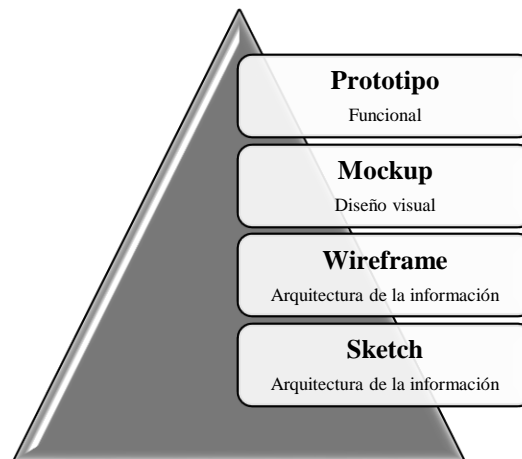 Prototipo
Funcional
Mockup
Diseño visual
Wireframe
Arquitectura de la información
Sketch
Arquitectura de la información